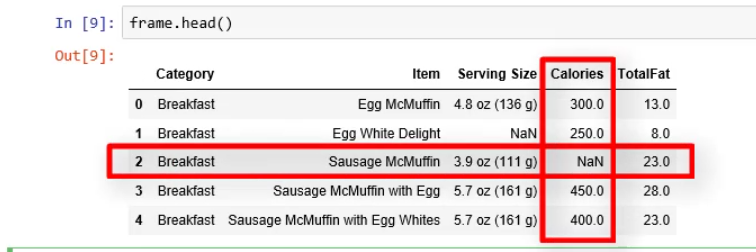 In [9]: frame.head()
Out[9]:
Category Item Serving Size Calories TotalFat
0 Breakfast Egg McMuffin 4.8 oz (136 g) 300.0 13.0
1 Breakfast Egg White Delight NaN 250.0 8.0
2 Breakfast Sausage McMuffin 3.9 oz (111 g) NaN 23.0
3 Breakfast Sausage McMuffin with Egg 5.7 oz (161 g) 450.0 28.0
4 Breakfast Sausage McMuffin with Egg Whites 5.7 oz (161 g) 400.0 23.0